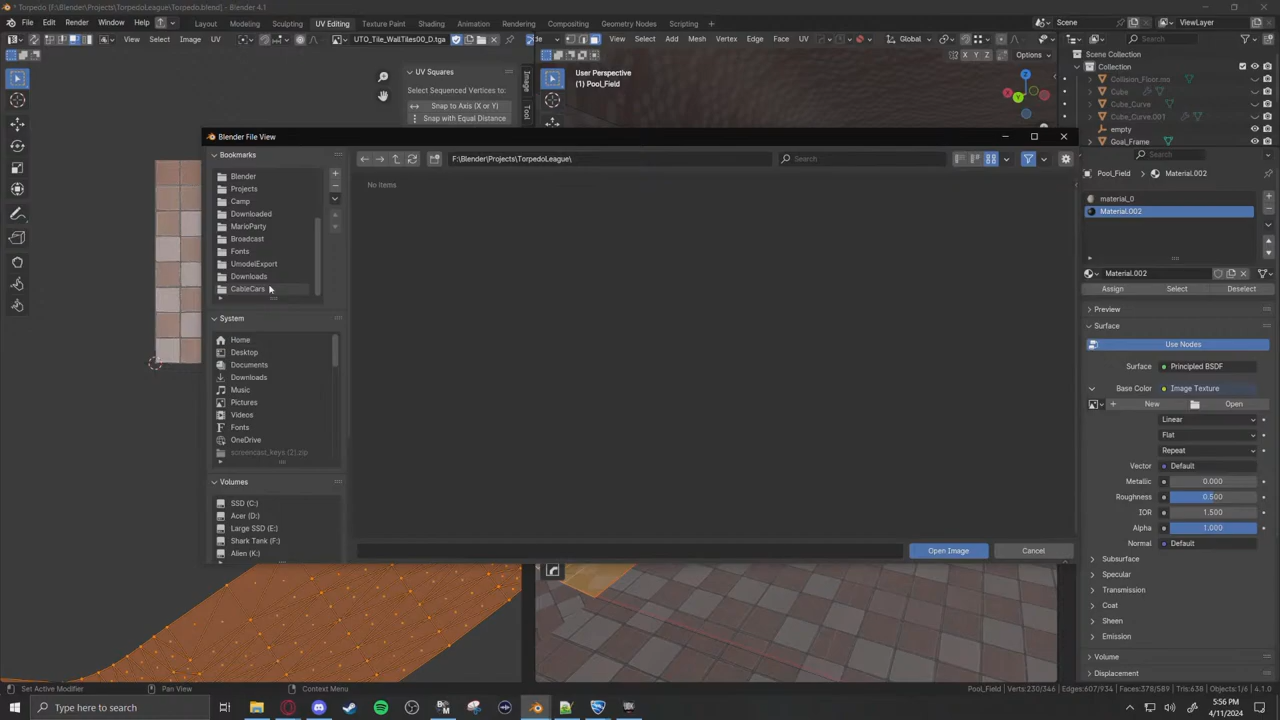 Torpedo [F:\Blender\Projects\TorpedoLeague\Torpedo.blend] - Blender 4.1
File Edit Render Window Help
Layout Modeling Sculpting UV Editing Texture Paint Shading Animation Rendering Compositing Geometry Nodes Scripting
Scene
ViewLayer
View Select Image UV
UTO_Tile_WallTiles00_D.tga
View Select Add Mesh Vertex Edge Face UV
Global
Search
X Y Z
Options
UV Squares
Select Sequenced Vertices to:
Snap to Axis (X or Y)
Snap with Equal Distance
Image
Tool
User Perspective
(1) Pool_Field
Z
X
Y
Scene Collection
Collection
Collision_Floor.mo
Cube
Cube_Curve
Cube_Curve.001
empty
Goal_Frame
Blender File View
Bookmarks
Blender
Projects
Camp
Downloaded
MarioParty
Broadcast
Fonts
UmodelExport
Downloads
CableCars
System
Home
Desktop
Documents
Downloads
Music
Pictures
Videos
Fonts
OneDrive
screencast_keys (2).zip
Volumes
SSD (C:)
Acer (D:)
Large SSD (E:)
Shark Tank (F:)
Alien (K:)
F:\Blender\Projects\TorpedoLeague\
Search
No items
Open Image
Cancel
Search
Pool_Field Material.002
material_0
Material.002
Material.002
Assign Select Deselect
Preview
Surface
Use Nodes
Surface Principled BSDF
Base Color Image Texture
New Open
Linear
Flat
Repeat
Vector Default
Metallic 0.000
Roughness 0.500
IOR 1.500
Alpha 1.000
Normal Default
Subsurface
Specular
Transmission
Coat
Sheen
Emission
Volume
Displacement
Set Active Modifier Pan View Context Menu
Pool_Field Verts:230/346 Edges:607/934 Faces:378/589 Tris:638 Objects:1/6 4.1.0
Type here to search
5:56 PM
4/11/2024